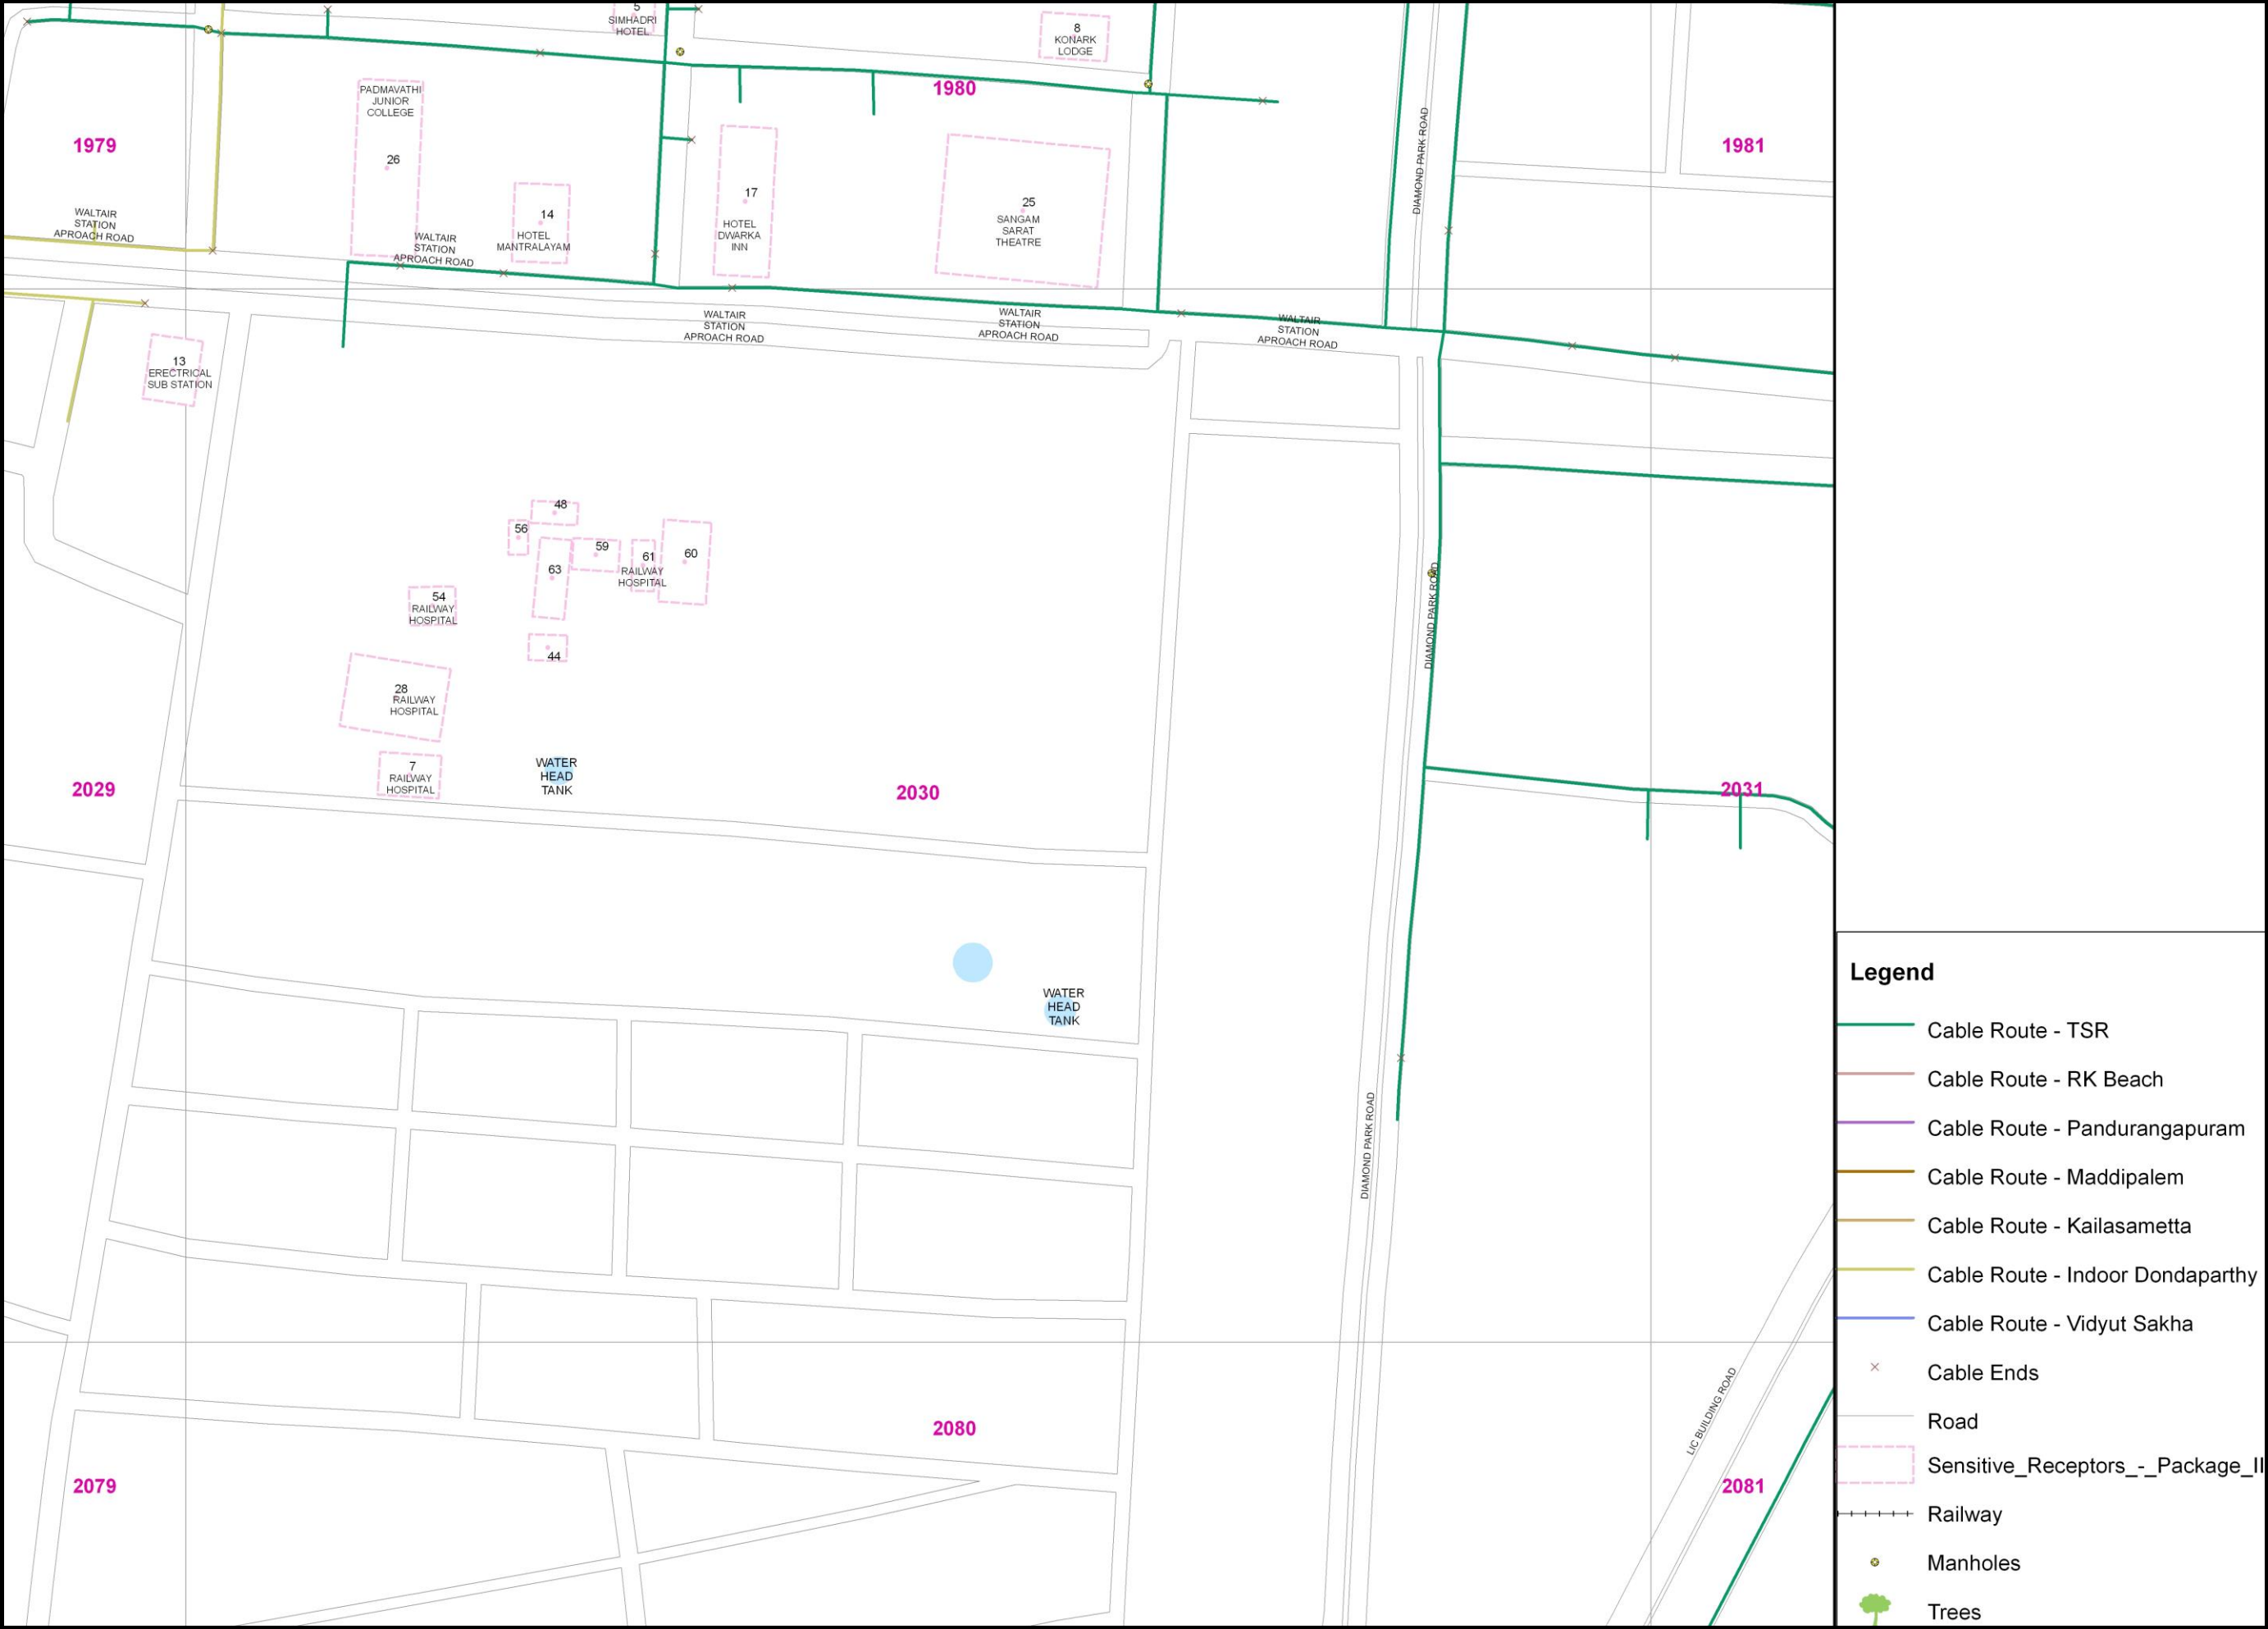 5
SIMHADRI
HOTEL
8
KONARK
LODGE
PADMAVATHI
JUNIOR
COLLEGE
1980
DIAMOND PARK ROAD
1979
1981
26
WALTAIR
STATION
APROACH ROAD
WALTAIR
STATION
APROACH ROAD
14
HOTEL
MANTRALAYAM
17
HOTEL
DWARKA
INN
25
SANGAM
SARAT
THEATRE
WALTAIR
STATION
APROACH ROAD
WALTAIR
STATION
APROACH ROAD
WALTAIR
STATION
APROACH ROAD
13
ERECTRICAL
SUB STATION
48
56
59
61
RAILWAY
HOSPITAL
60
63
54
RAILWAY
HOSPITAL
44
DIAMOND PARK ROAD
28
RAILWAY
HOSPITAL
7
RAILWAY
HOSPITAL
WATER
HEAD
TANK
2029
2030
2031
WATER
HEAD
TANK
DIAMOND PARK ROAD
LIC BUILDING ROAD
2080
2079
2081
Legend
Cable Route - TSR
Cable Route - RK Beach
Cable Route - Pandurangapuram
Cable Route - Maddipalem
Cable Route - Kailasametta
Cable Route - Indoor Dondaparthy
Cable Route - Vidyut Sakha
Cable Ends
Road
Sensitive_Receptors_-_Package_II
Railway
Manholes
Trees